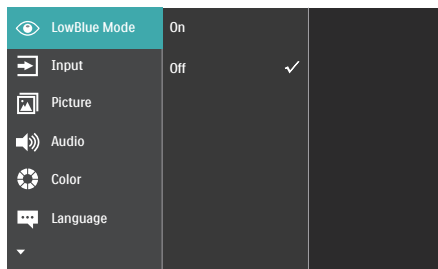 LowBlue Mode
On
Input
Off
Picture
Audio
Color
Language